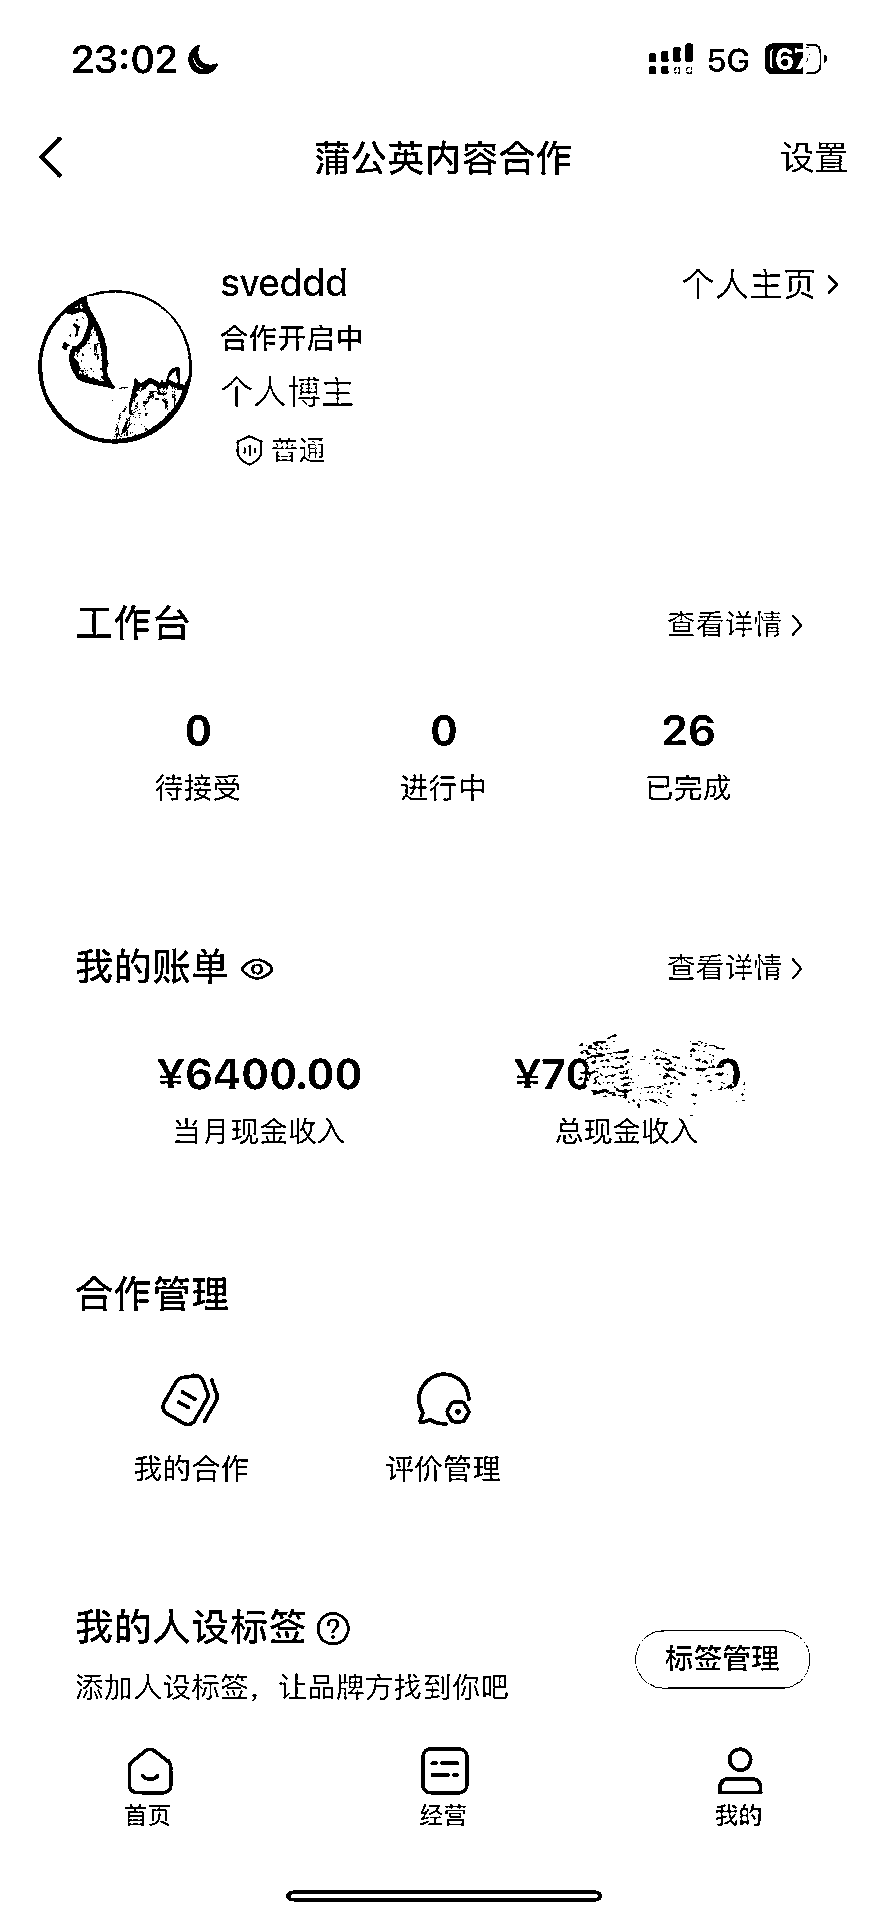 23:02 5G 67
蒲公英内容合作 设置
sveddd 个人主页
合作开启中
个人博主
普通
工作台 查看详情
0 0 26
待接受 进行中 已完成
我的账单 查看详情
¥6400.00 ¥70
当月现金收入 总现金收入
合作管理
我的合作 评价管理
我的人设标签 ?
标签管理
添加人设标签，让品牌方找到你吧
首页 经营 我的